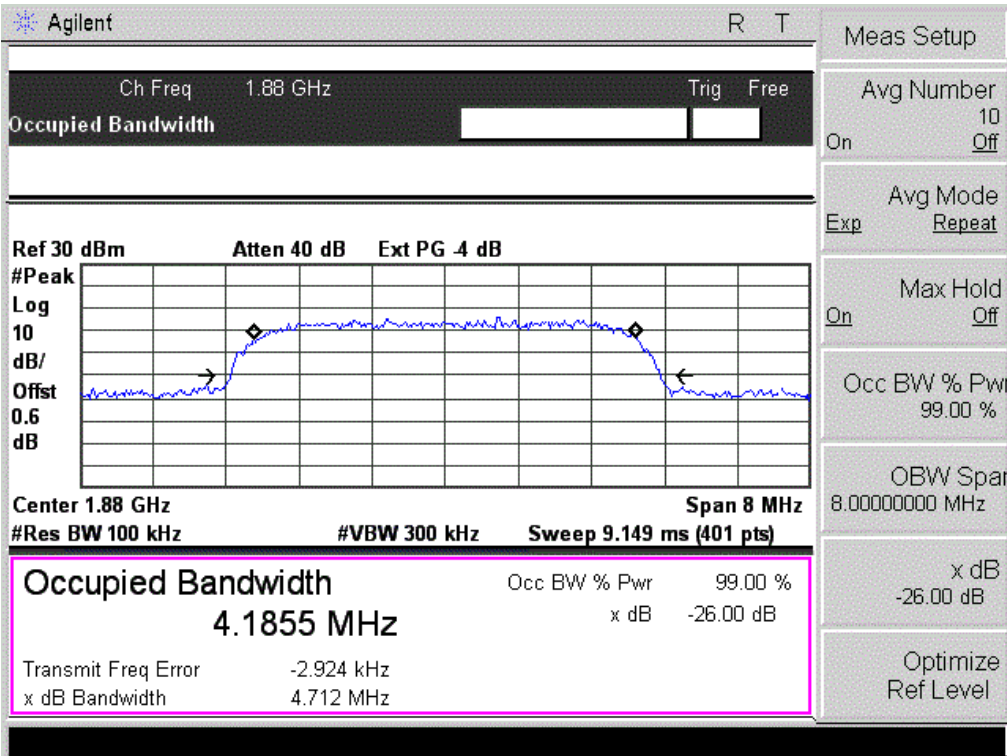 Agilent R T
Ch Freq 1.88 GHz Trig Free
Occupied Bandwidth
Ref 30 dBm Atten 40 dB Ext PG -4 dB
#Peak
Log
10
dB/
Offst
0.6
dB
Center 1.88 GHz Span 8 MHz
#Res BW 100 kHz #VBW 300 kHz Sweep 9.149 ms (401 pts)
Occupied Bandwidth
4.1855 MHz
Occ BW % Pwr 99.00 %
x dB -26.00 dB
Transmit Freq Error -2.924 kHz
x dB Bandwidth 4.712 MHz
Meas Setup
Avg Number
10
On Off
Avg Mode
Exp Repeat
Max Hold
On Off
Occ BW % Pwr
99.00 %
OBW Span
8.00000000 MHz
x dB
-26.00 dB
Optimize
Ref Level